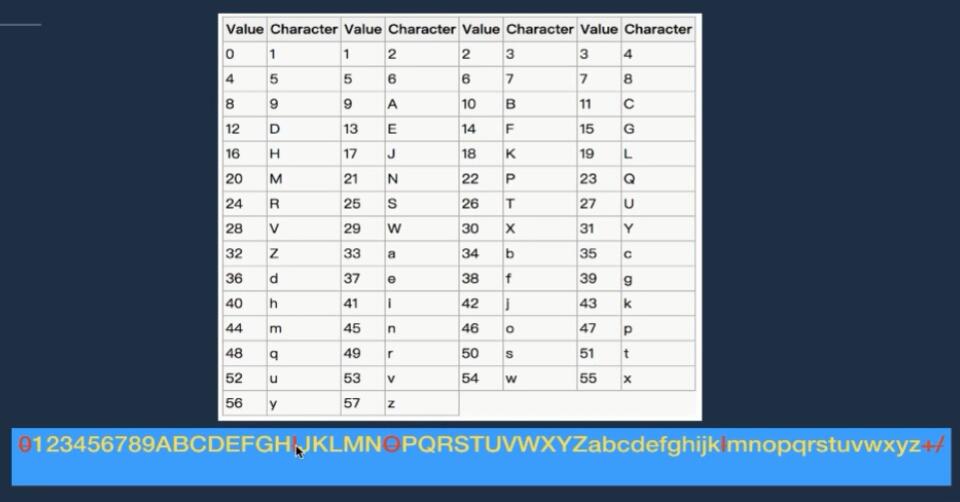 Value Character Value Character Value Character Value Character
0 1 1 2 2 3 3 4
4 5 5 6 6 7 7 8
8 9 9 A 10 B 11 C
12 D 13 E 14 F 15 G
16 H 17 J 18 K 19 L
20 M 21 N 22 P 23 Q
24 R 25 S 26 T 27 U
28 V 29 W 30 X 31 Y
32 Z 33 a 34 b 35 c
36 d 37 e 38 f 39 g
40 h 41 i 42 j 43 k
44 m 45 n 46 o 47 p
48 q 49 r 50 s 51 t
52 u 53 v 54 w 55 x
56 y 57 z
0123456789ABCDEFGHIJKLMNOPQRSTUVWXYZabcdefghijklmnopqrstuvwxyz+/